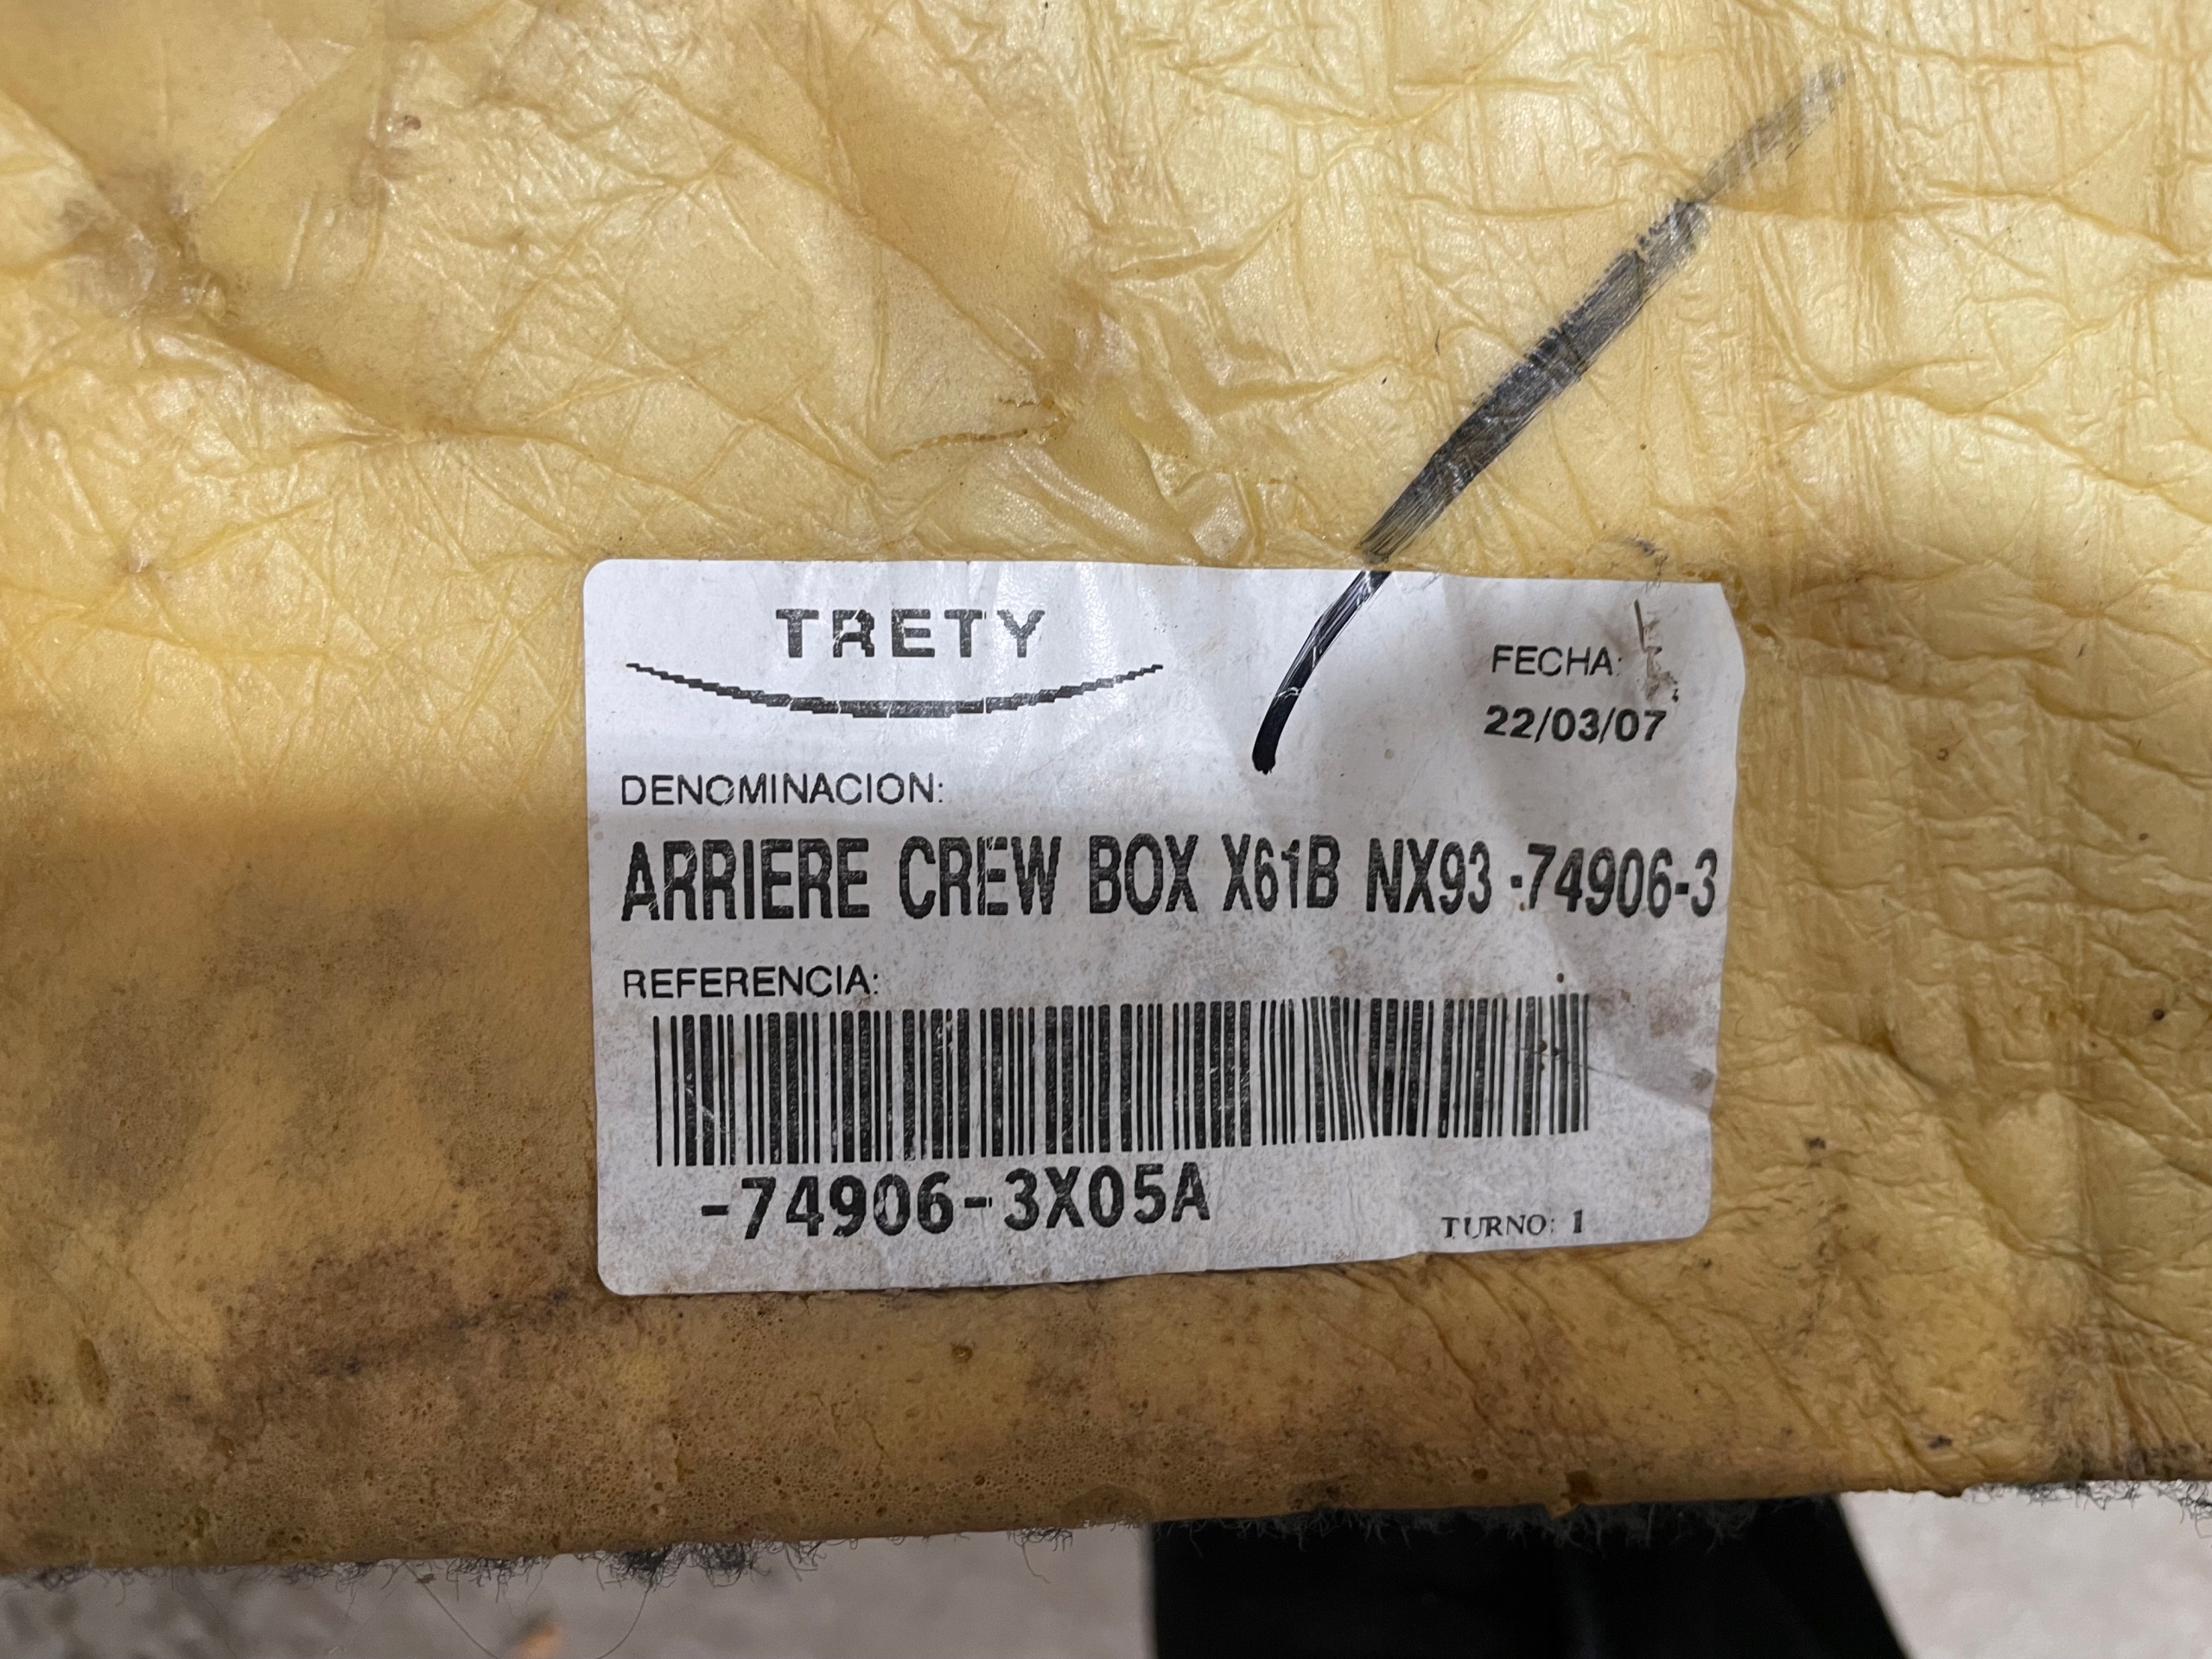 TRETY
FECHA:
22/03/07
DENOMINACION:
ARRIERE CREW BOX X61B NX93 -74906-3
REFERENCIA:
-74906-3X05A
TURNO: 1